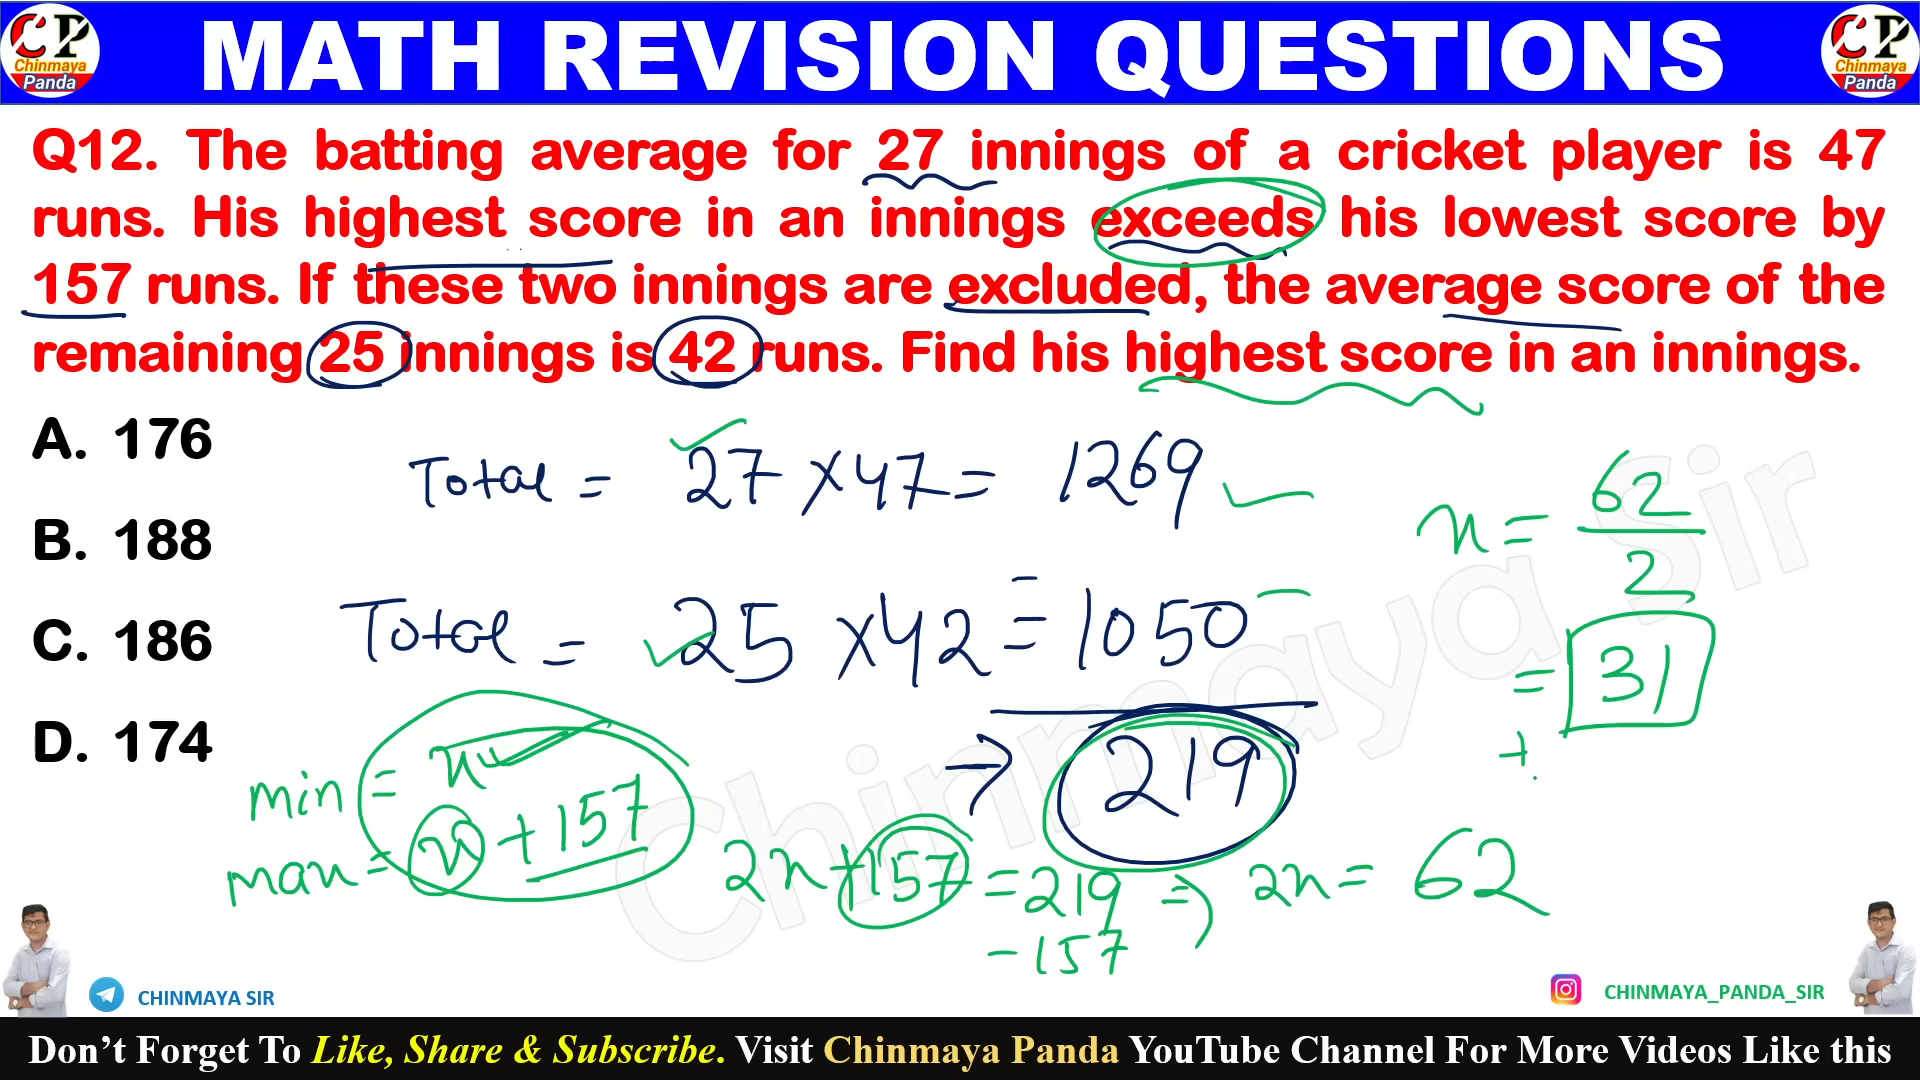 CP Chinmaya Panda MATH REVISION QUESTIONS CP Chinmaya Panda
Q12. The batting average for 27 innings of a cricket player is 47
runs. His highest score in an innings exceeds his lowest score by
157 runs. If these two innings are excluded, the average score of the
remaining 25 innings is 42 runs. Find his highest score in an innings.
A. 176
B. 188
C. 186
D. 174
Total = 27 × 47 = 1269
Total = 25 × 42 = 1050
→ 219
min = x
max = x + 157
2x + 157 = 219 ⇒ 2x = 62
- 157
x = 62
2
= 31
+
Chinmaya Sir
CHINMAYA SIR
CHINMAYA_PANDA_SIR
Don't Forget To Like, Share & Subscribe. Visit Chinmaya Panda YouTube Channel For More Videos Like this